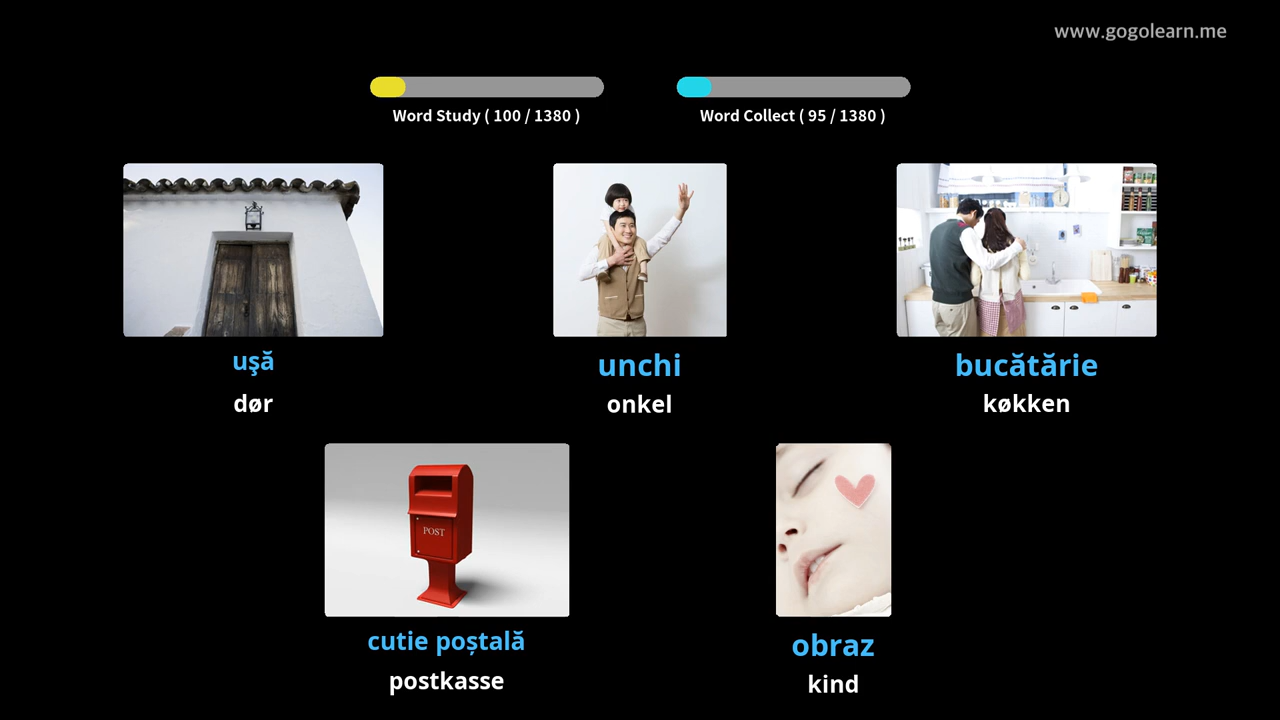 www.gogolearn.me
Word Study ( 100 / 1380 )
Word Collect ( 95 / 1380 )
uşă
dør
unchi
onkel
bucătărie
køkken
POST
cutie poștală
postkasse
obraz
kind